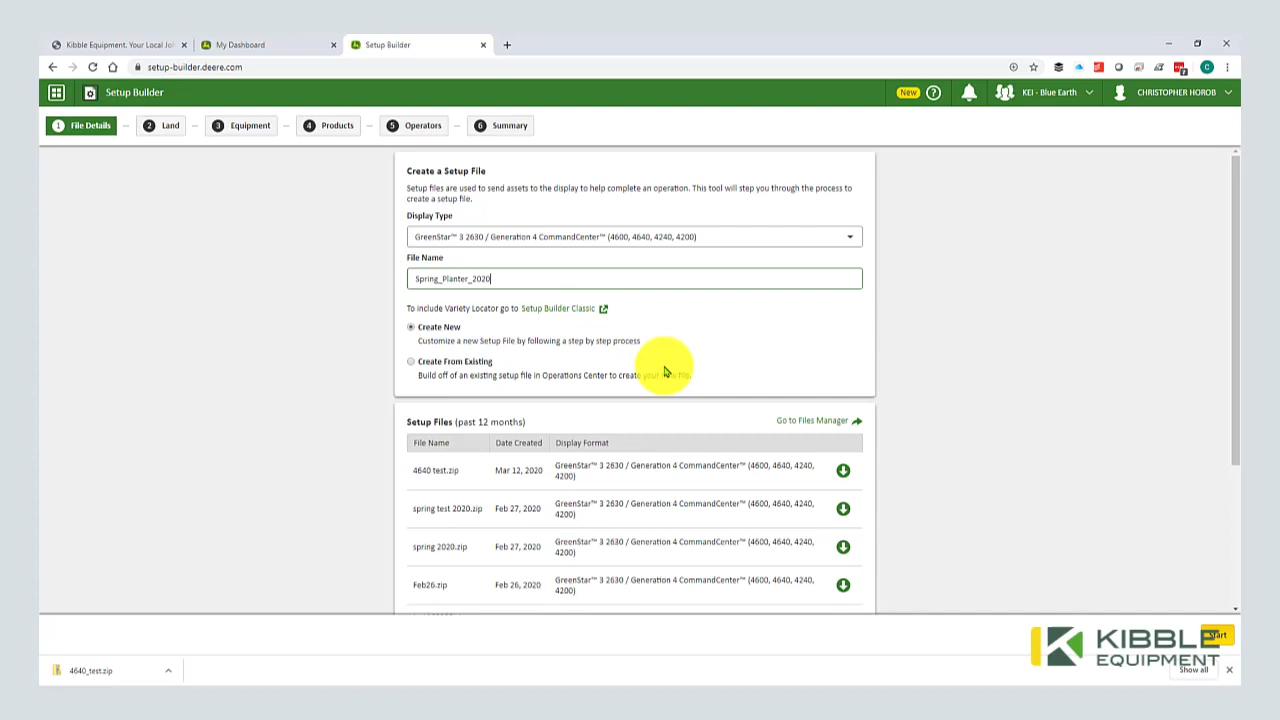 Kibble Equipment. Your Local Jo
My Dashboard
Setup Builder
setup-builder.deere.com
Setup Builder
New
KEI - Blue Earth
CHRISTOPHER HOROB
1 File Details
2 Land
3 Equipment
4 Products
5 Operators
6 Summary
Create a Setup File
Setup files are used to send assets to the display to help complete an operation. This tool will step you through the process to
create a setup file.
Display Type
GreenStar™ 3 2630 / Generation 4 CommandCenter™ (4600, 4640, 4240, 4200)
File Name
Spring_Planter_2020
To include Variety Locator go to Setup Builder Classic
Create New
Customize a new Setup File by following a step by step process
Create From Existing
Build off of an existing setup file in Operations Center to create your new file.
Setup Files (past 12 months)
Go to Files Manager
File Name Date Created Display Format
4640 test.zip Mar 12, 2020 GreenStar™ 3 2630 / Generation 4 CommandCenter™ (4600, 4640, 4240,
4200)
spring test 2020.zip Feb 27, 2020 GreenStar™ 3 2630 / Generation 4 CommandCenter™ (4600, 4640, 4240,
4200)
spring 2020.zip Feb 27, 2020 GreenStar™ 3 2630 / Generation 4 CommandCenter™ (4600, 4640, 4240,
4200)
Feb26.zip Feb 26, 2020 GreenStar™ 3 2630 / Generation 4 CommandCenter™ (4600, 4640, 4240,
4200)
Start
KIBBLE
EQUIPMENT
4640_test.zip
Show all